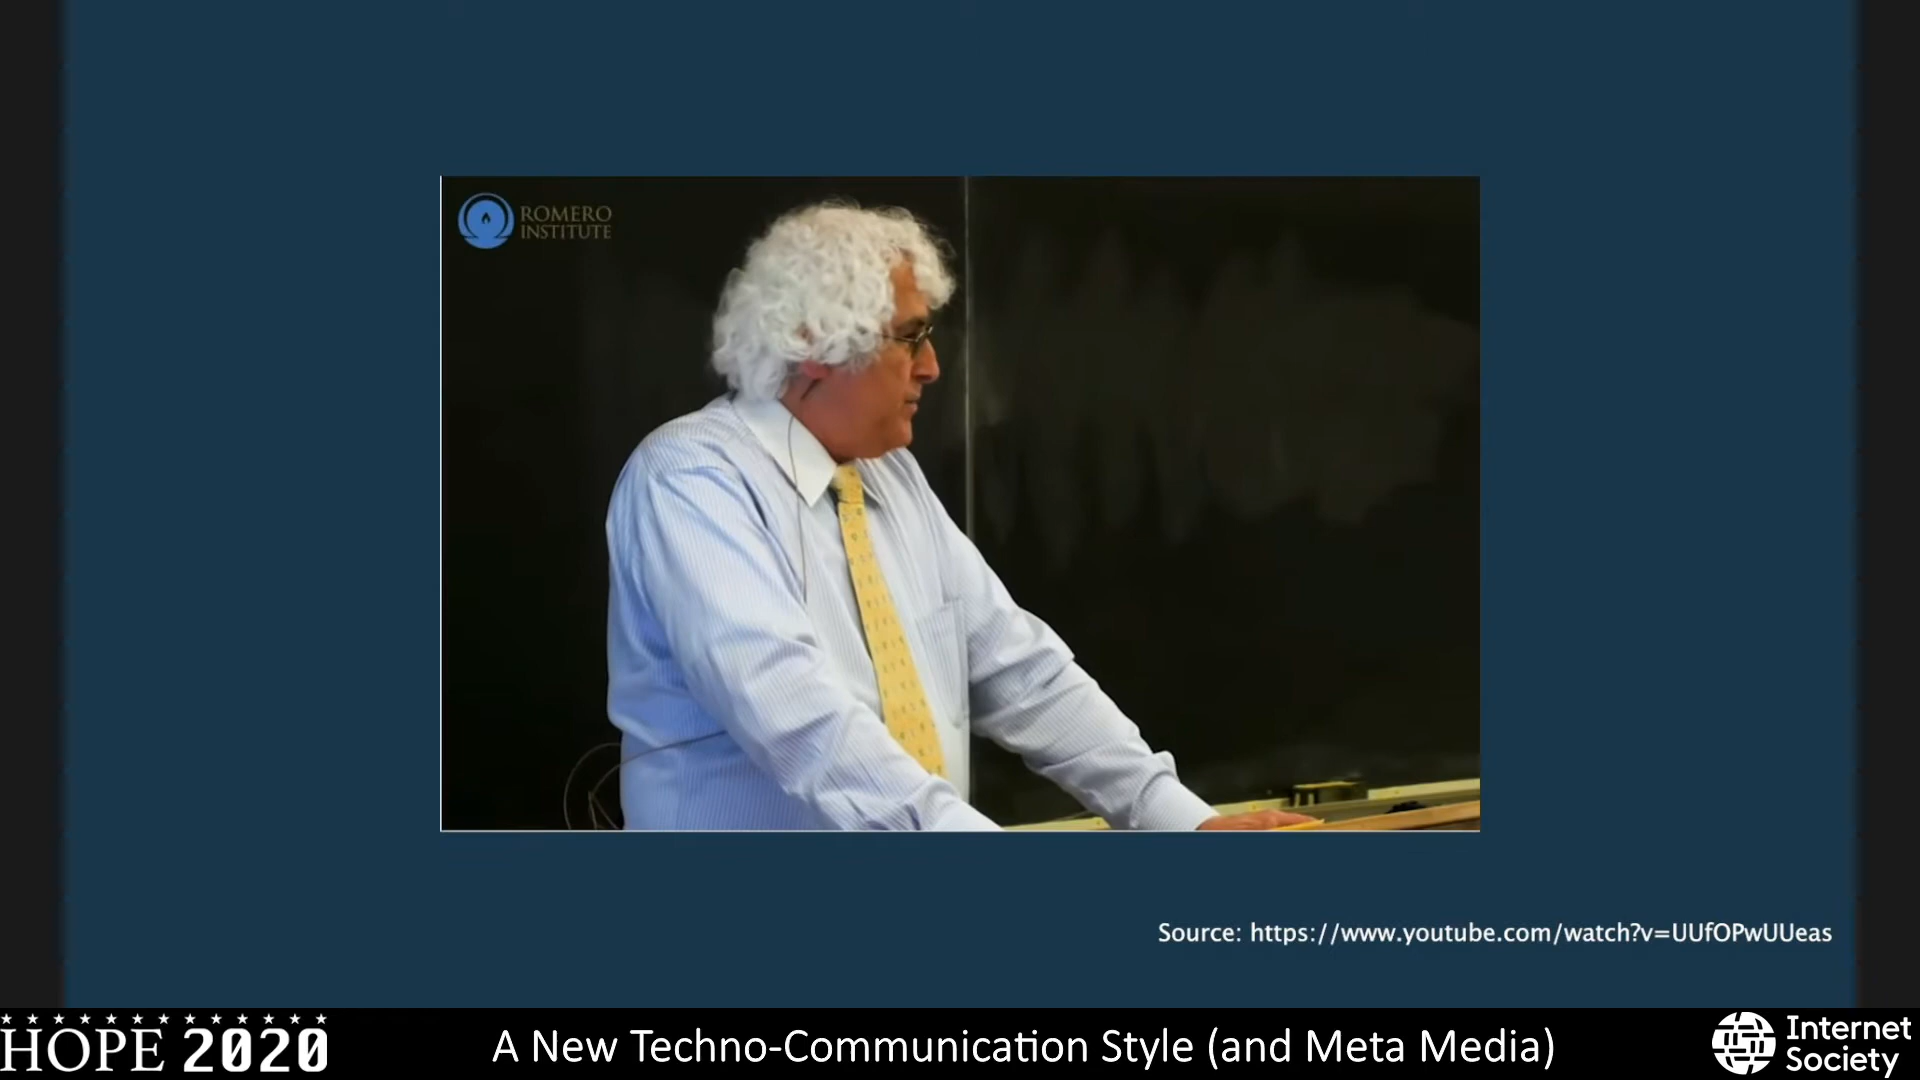 ROMERO
INSTITUTE
Source: https://www.youtube.com/watch?v=UUfOPwUUeas
HOPE 2020
A New Techno-Communication Style (and Meta Media)
Internet
Society